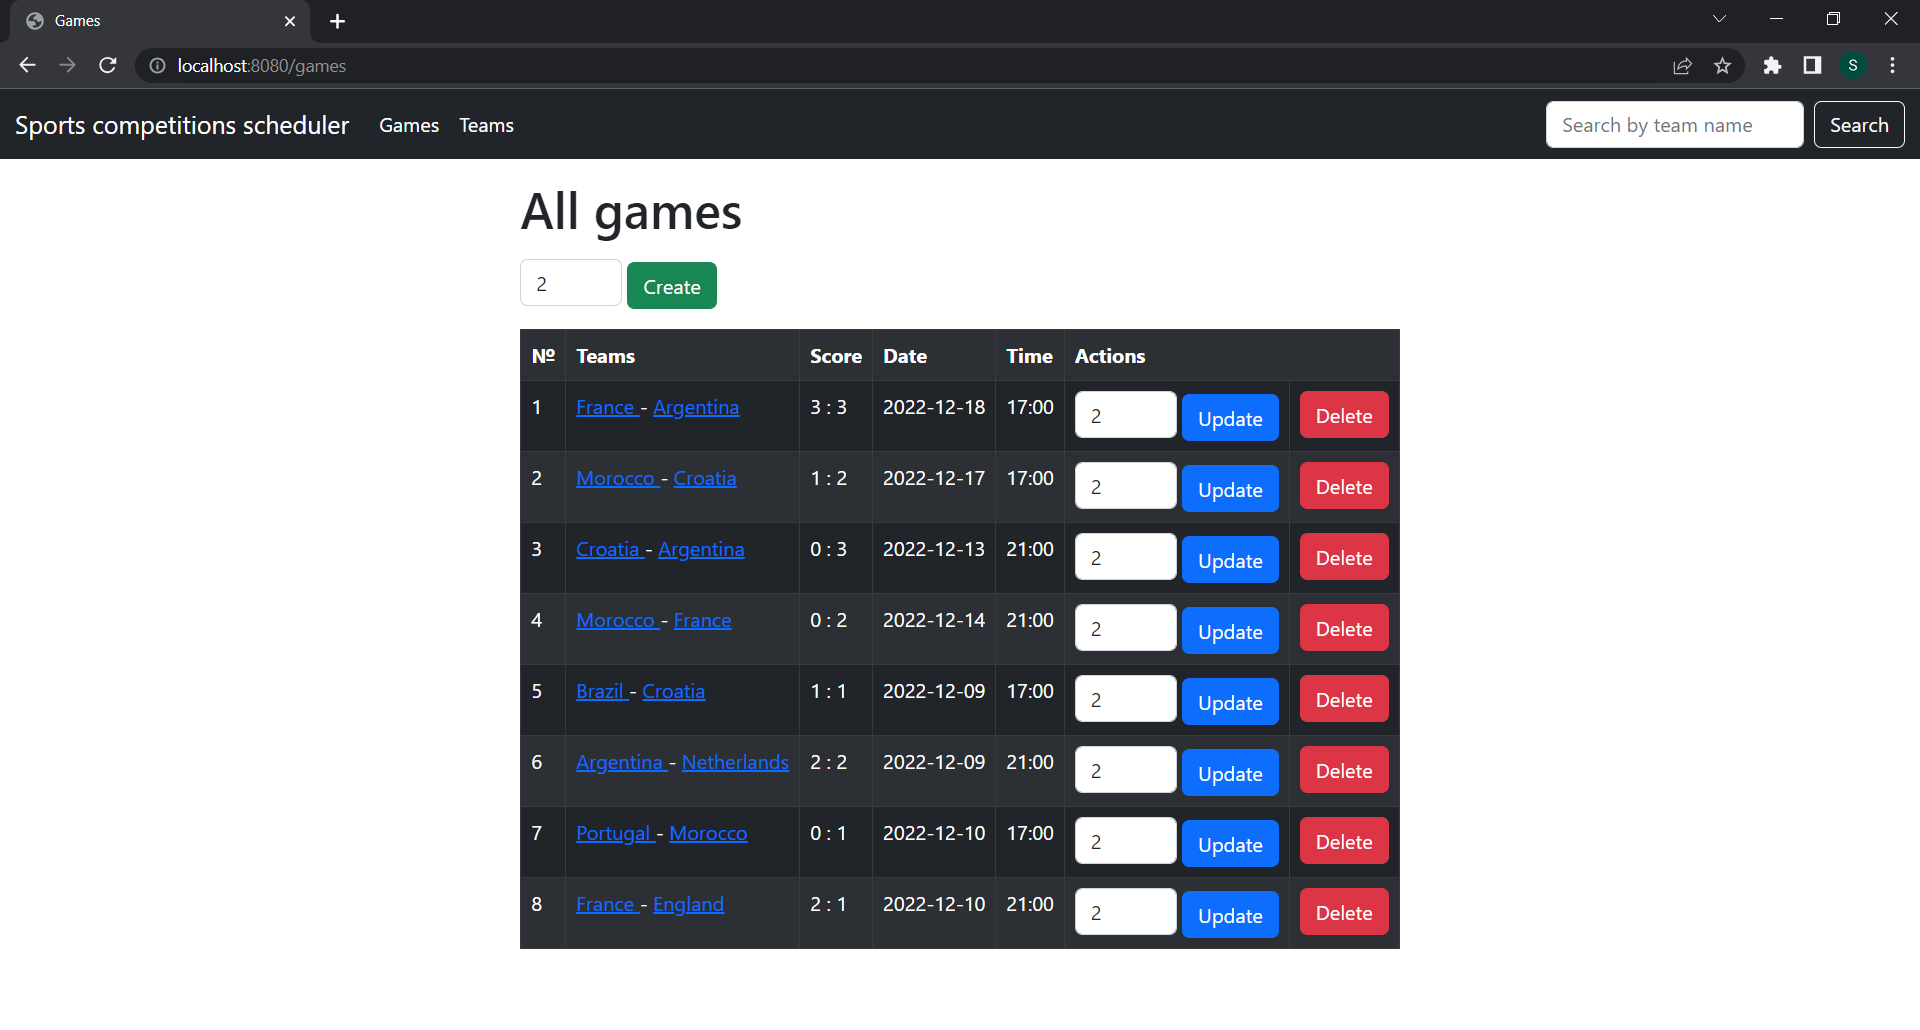 Games
localhost:8080/games
S
Sports competitions scheduler Games Teams Search by team name Search
All games
2 Create
Nº Teams Score Date Time Actions
1 France - Argentina 3 : 3 2022-12-18 17:00 2 Update Delete
2 Morocco - Croatia 1 : 2 2022-12-17 17:00 2 Update Delete
3 Croatia - Argentina 0 : 3 2022-12-13 21:00 2 Update Delete
4 Morocco - France 0 : 2 2022-12-14 21:00 2 Update Delete
5 Brazil - Croatia 1 : 1 2022-12-09 17:00 2 Update Delete
6 Argentina - Netherlands 2 : 2 2022-12-09 21:00 2 Update Delete
7 Portugal - Morocco 0 : 1 2022-12-10 17:00 2 Update Delete
8 France - England 2 : 1 2022-12-10 21:00 2 Update Delete